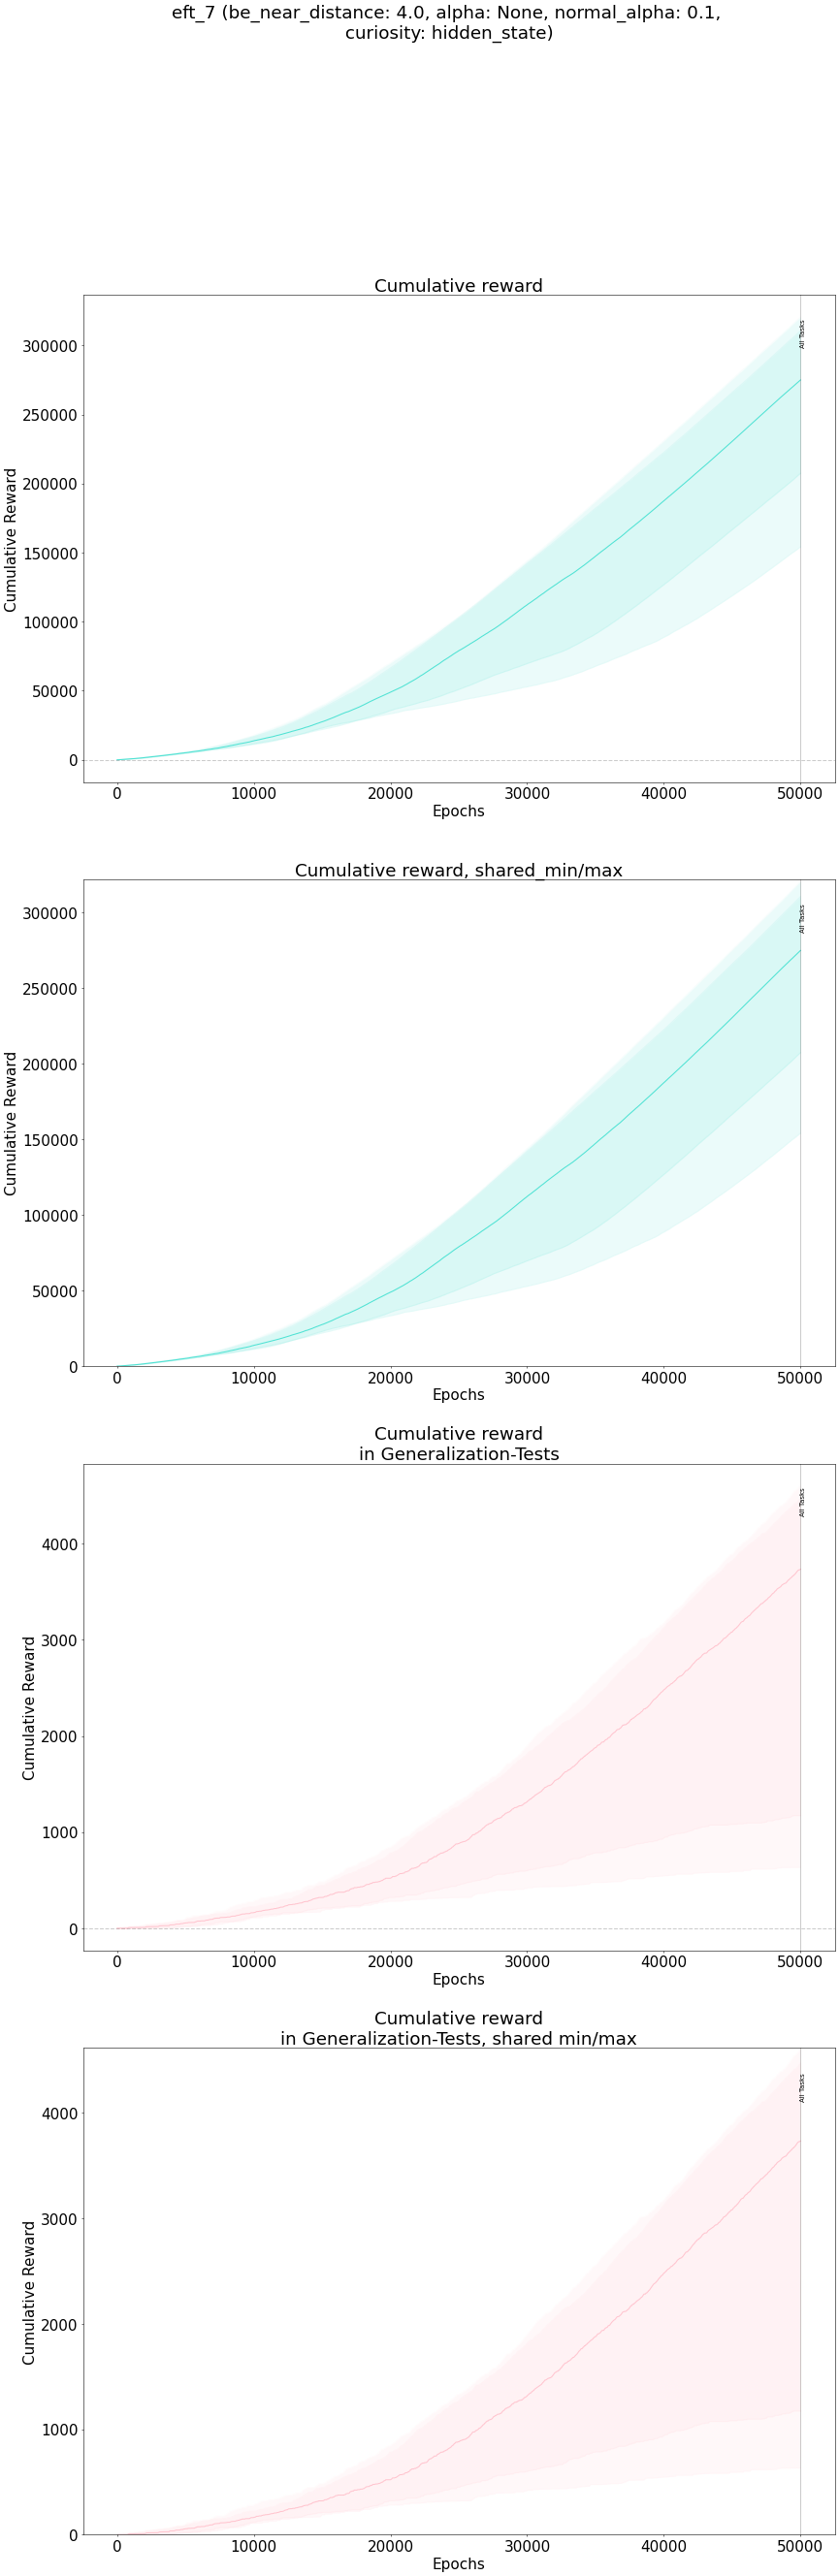 eft_7 (be_near_distance: 4.0, alpha: None, normal_alpha: 0.1,
curiosity: hidden_state)
Cumulative reward
300000
250000
200000
150000
100000
50000
0
Cumulative Reward
All Tasks
0 10000 20000 30000 40000 50000
Epochs
Cumulative reward, shared_min/max
300000
250000
200000
150000
100000
50000
0
Cumulative Reward
All Tasks
0 10000 20000 30000 40000 50000
Epochs
Cumulative reward
in Generalization-Tests
4000
3000
2000
1000
0
Cumulative Reward
All Tasks
0 10000 20000 30000 40000 50000
Epochs
Cumulative reward
in Generalization-Tests, shared min/max
4000
3000
2000
1000
0
Cumulative Reward
All Tasks
0 10000 20000 30000 40000 50000
Epochs